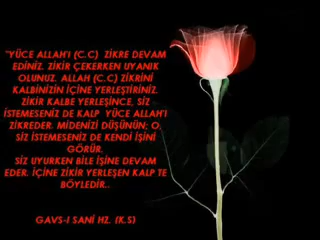 "YÜCE ALLAH'I (C.C) ZİKRE DEVAM
EDİNİZ. ZİKİR ÇEKERKEN UYANIK
OLUNUZ. ALLAH (C.C) ZİKRİNİ
KALBİNİZİN İÇİNE YERLEŞTİRİNİZ.
ZİKİR KALBE YERLEŞİNCE, SİZ
İSTEMESENİZ DE KALP YÜCE ALLAH'I
ZİKREDER. MİDENİZİ DÜŞÜNÜN; O,
SİZ İSTEMESENİZ DE KENDİ İŞİNİ
GÖRÜR.
SİZ UYURKEN BİLE İŞİNE DEVAM
EDER. İÇİNE ZİKİR YERLEŞEN KALP TE
BÖYLEDİR..
GAVS-I SANİ HZ. (K.S)